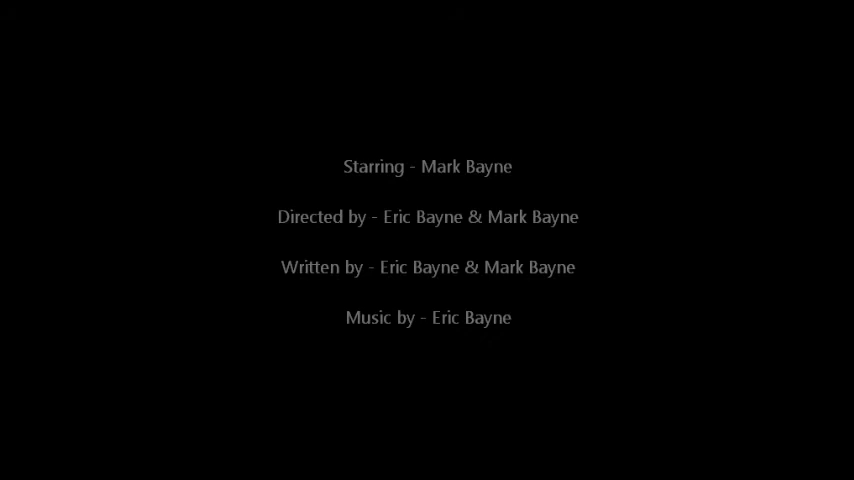 Starring - Mark Bayne
Directed by - Eric Bayne & Mark Bayne
Written by - Eric Bayne & Mark Bayne
Music by - Eric Bayne